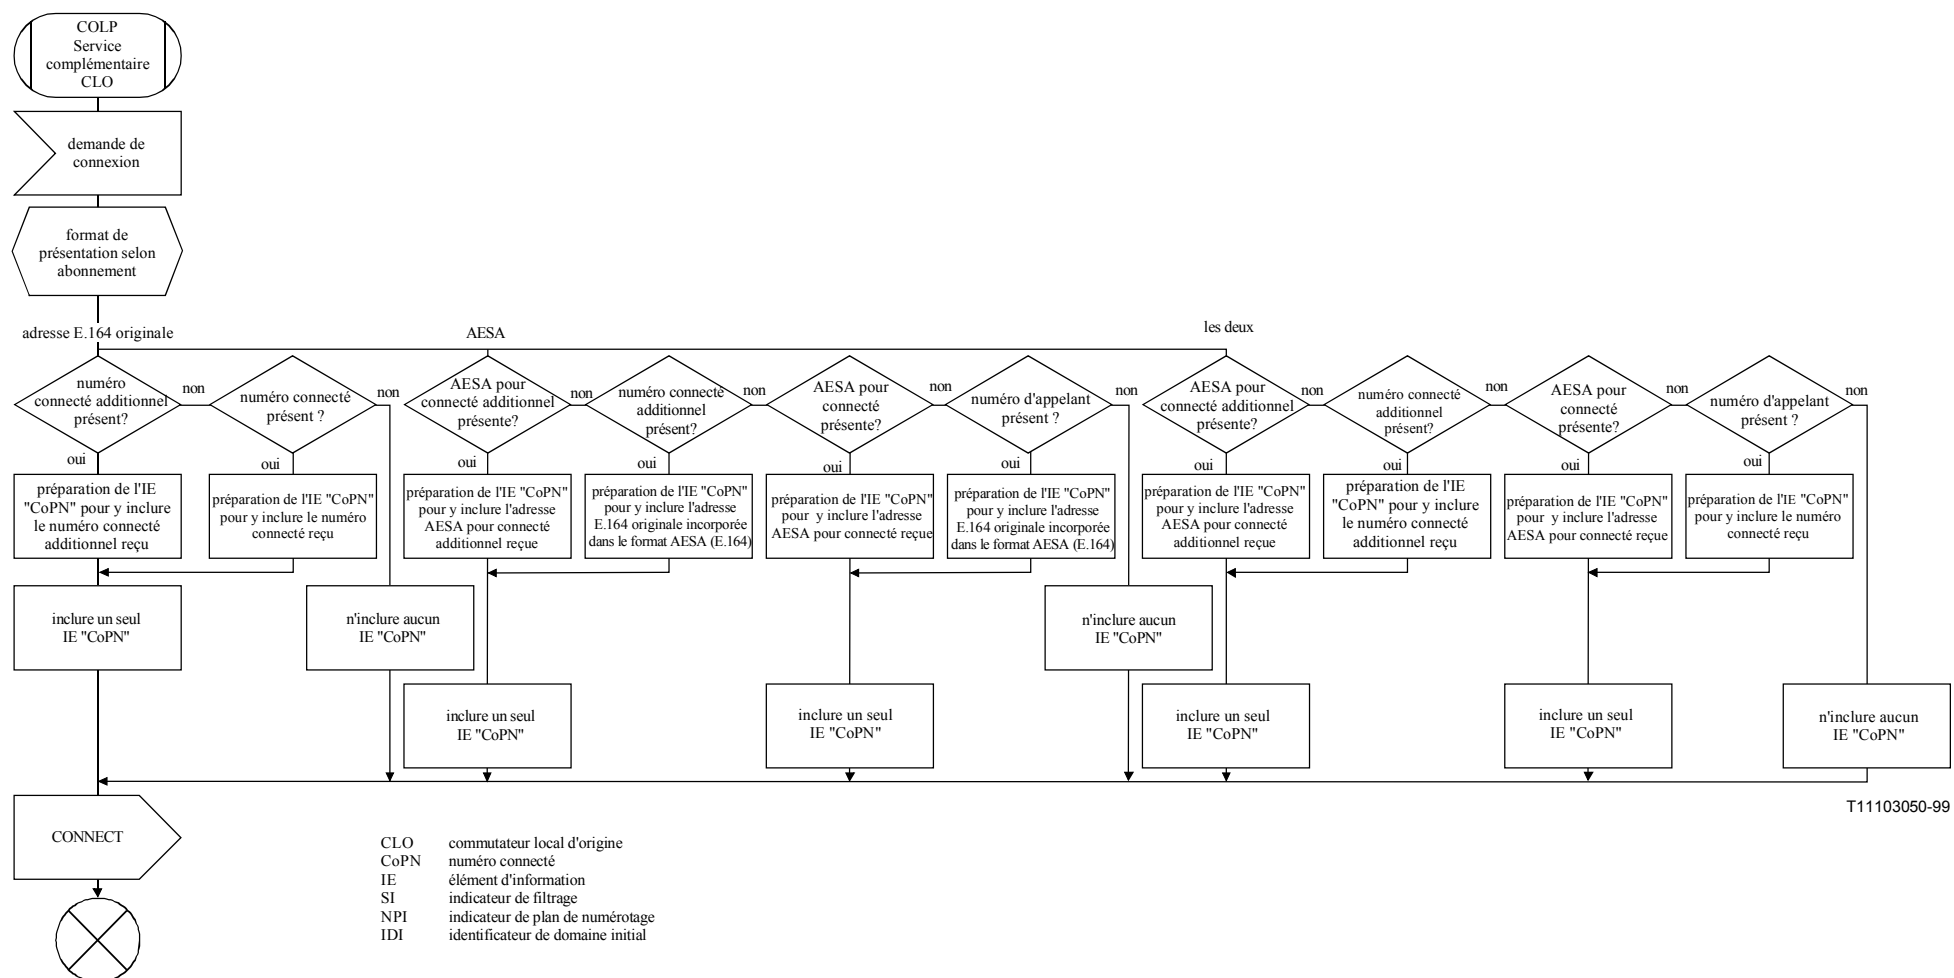 COLP
Service
complémentaire
CLO
demande de
connexion
format de
présentation selon
abonnement
adresse E.164 originale
AESA
les deux
numéro
connecté additionnel
présent?
non
numéro connecté
présent ?
non
AESA pour
connecté additionnel
présente?
non
numéro connecté
additionnel
présent?
non
AESA pour
connecté
présente?
non
numéro d'appelant
présent ?
non
AESA pour
connecté additionnel
présente?
non
numéro connecté
additionnel
présent?
non
AESA pour
connecté
présente?
non
numéro d'appelant
présent ?
non
oui
oui
oui
oui
oui
oui
oui
oui
oui
oui
préparation de l'IE
"CoPN" pour y inclure
le numéro connecté
additionnel reçu
préparation de l'IE "CoPN"
pour y inclure le numéro
connecté reçu
préparation de l'IE "CoPN"
pour y inclure l'adresse
AESA pour connecté
additionnel reçue
préparation de l'IE "CoPN"
pour y inclure l'adresse
E.164 originale incorporée
dans le format AESA (E.164)
préparation de l'IE "CoPN"
pour y inclure l'adresse
AESA pour connecté reçue
préparation de l'IE "CoPN"
pour y inclure l'adresse
E.164 originale incorporée
dans le format AESA (E.164)
préparation de l'IE "CoPN"
pour y inclure l'adresse
AESA pour connecté
additionnel reçue
préparation de l'IE
"CoPN" pour y inclure
le numéro connecté
additionnel reçu
préparation de l'IE "CoPN"
pour y inclure l'adresse
AESA pour connecté reçue
préparation de l'IE "CoPN"
pour y inclure le numéro
connecté reçu
inclure un seul
IE "CoPN"
n'inclure aucun
IE "CoPN"
n'inclure aucun
IE "CoPN"
inclure un seul
IE "CoPN"
inclure un seul
IE "CoPN"
inclure un seul
IE "CoPN"
inclure un seul
IE "CoPN"
n'inclure aucun
IE "CoPN"
T11103050-99
CONNECT
CLO commutateur local d'origine
CoPN numéro connecté
IE élément d'information
SI indicateur de filtrage
NPI indicateur de plan de numérotage
IDI identificateur de domaine initial